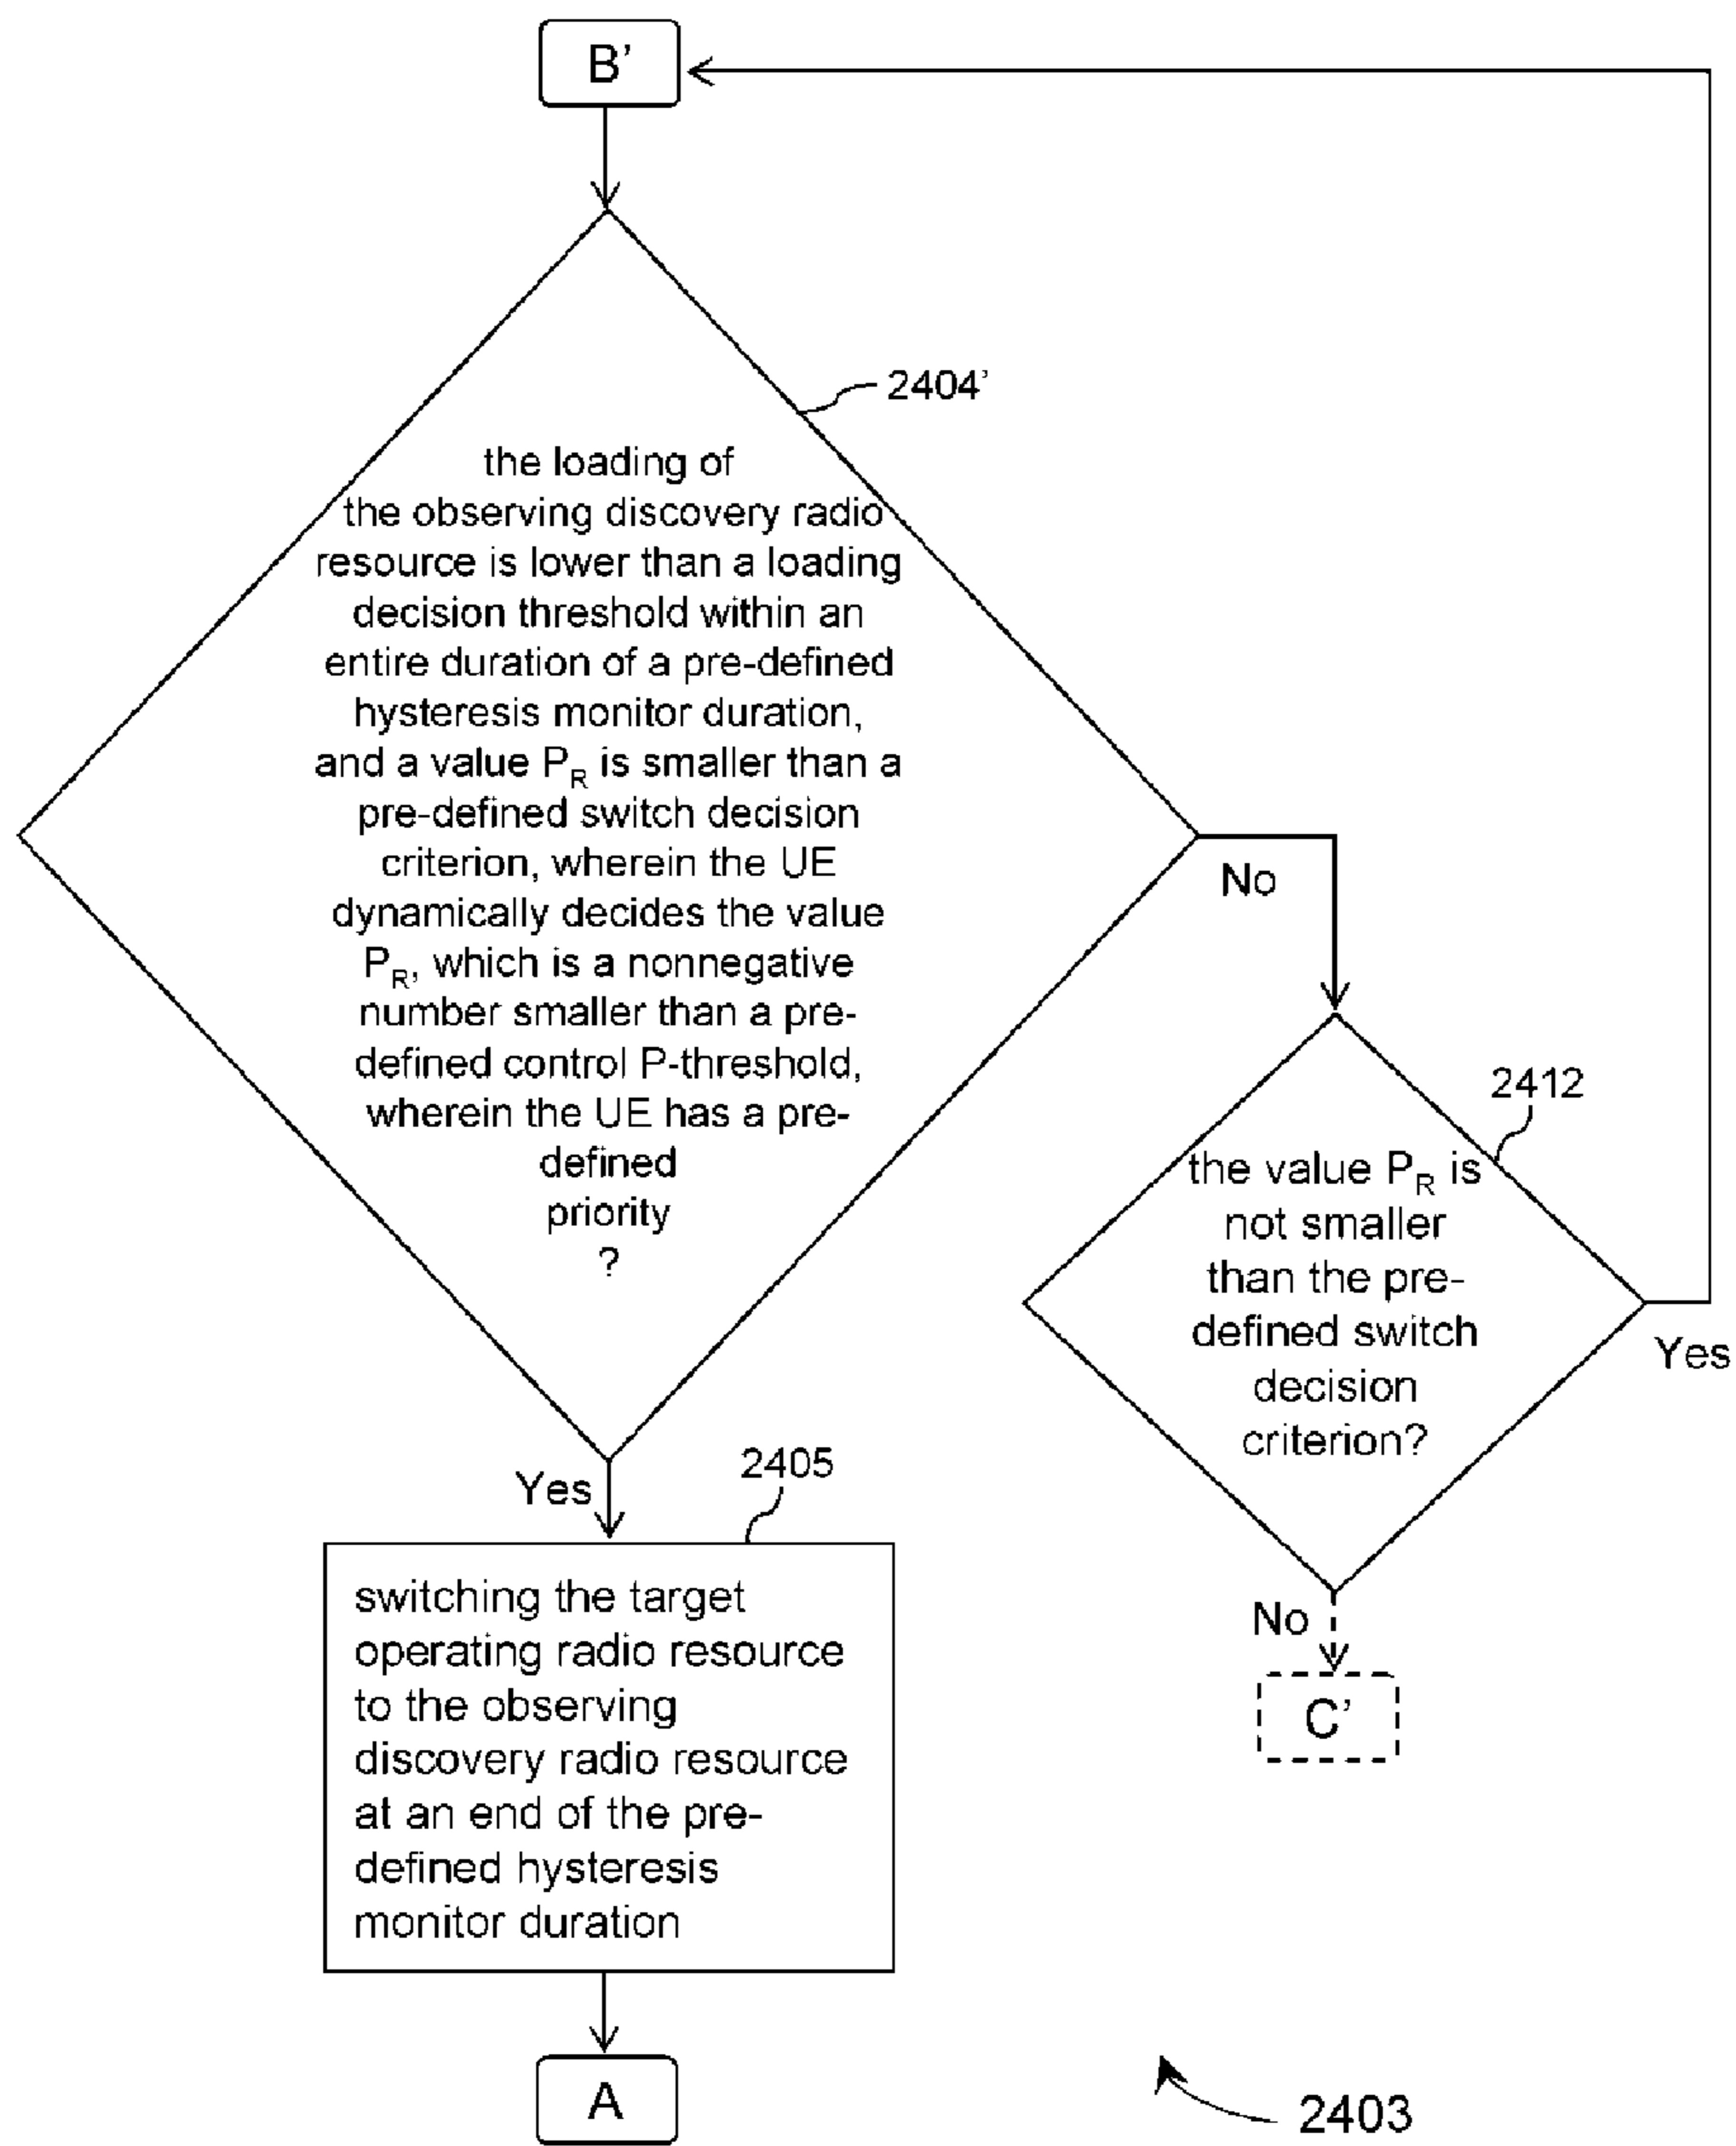 B’
2404’
the loading of
the observing discovery radio
resource is lower than a loading
decision threshold within an
entire duration of a pre-defined
hysteresis monitor duration,
and a value PR is smaller than a
pre-defined switch decision
criterion, wherein the UE
dynamically decides the value
PR, which is a nonnegative
number smaller than a pre-
defined control P-threshold,
wherein the UE has a pre-
defined
priority
?
No
2412
the value PR is
not smaller
than the pre-
defined switch
decision
criterion?
Yes
Yes
2405
switching the target
operating radio resource
to the observing
discovery radio resource
at an end of the pre-
defined hysteresis
monitor duration
No
C’
A
2403